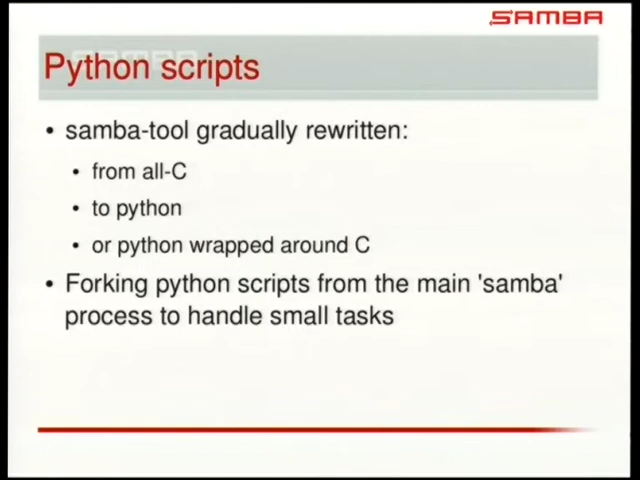 SAMBA
Python scripts
• samba-tool gradually rewritten:
• from all-C
• to python
• or python wrapped around C
• Forking python scripts from the main 'samba'
process to handle small tasks